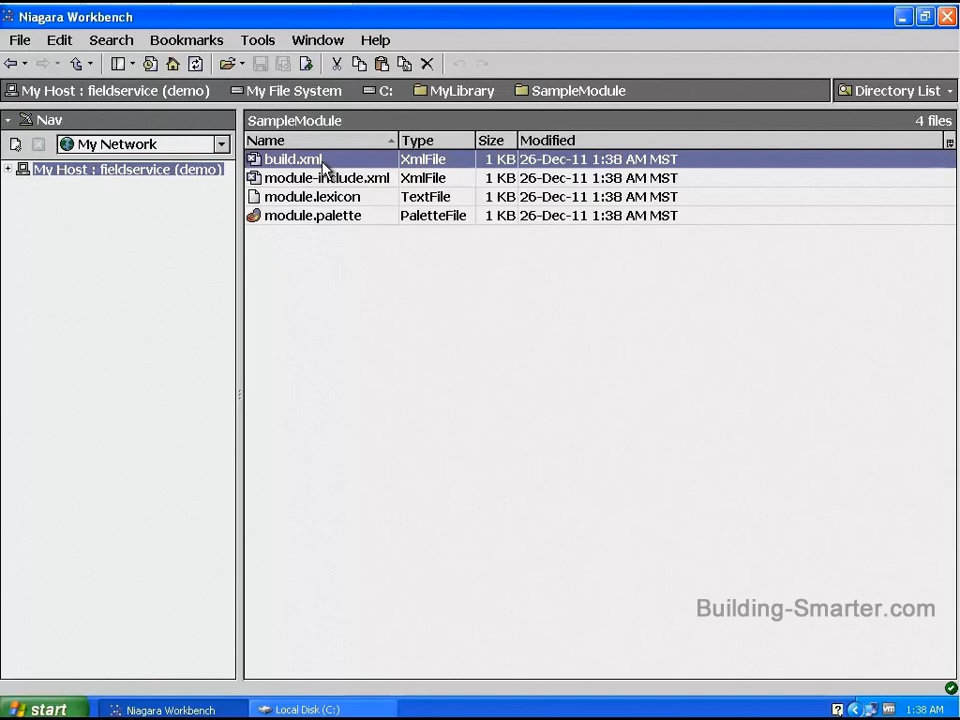 Niagara Workbench
File Edit Search Bookmarks Tools Window Help
My Host : fieldservice (demo) My File System C: MyLibrary SampleModule Directory List
Nav
My Network
My Host : fieldservice (demo)
SampleModule 4 files
Name Type Size Modified
build.xml XmlFile 1 KB 26-Dec-11 1:38 AM MST
module-include.xml XmlFile 1 KB 26-Dec-11 1:38 AM MST
module.lexicon TextFile 1 KB 26-Dec-11 1:38 AM MST
module.palette PaletteFile 1 KB 26-Dec-11 1:38 AM MST
Building-Smarter.com
start Niagara Workbench Local Disk (C:) ? vm 1:38 AM